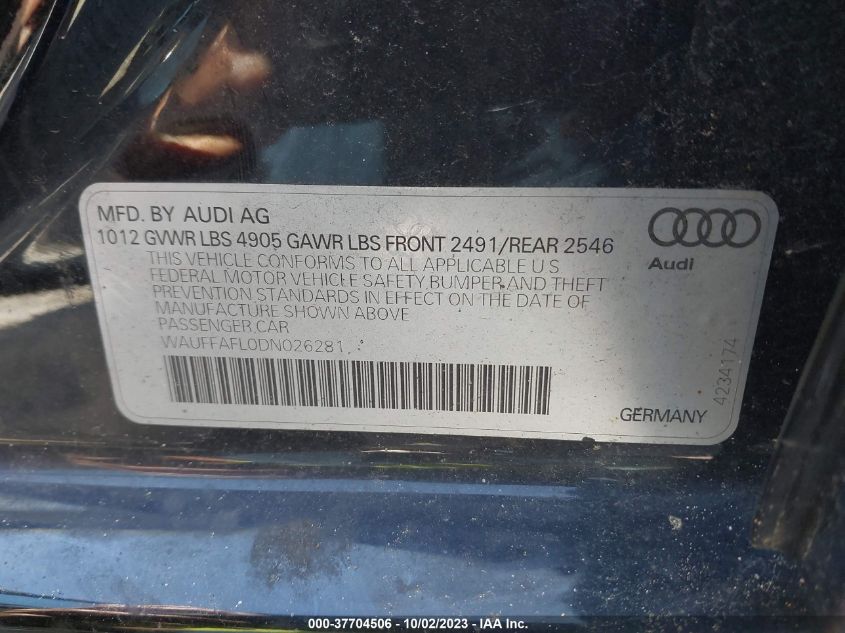 MFD. BY AUDI AG
1012 GVWR LBS 4905 GAWR LBS FRONT 2491/REAR 2546
THIS VEHICLE CONFORMS TO ALL APPLICABLE U S
FEDERAL MOTOR VEHICLE SAFETY BUMPER AND THEFT
PREVENTION STANDARDS IN EFFECT ON THE DATE OF
MANUFACTURE SHOWN ABOVE
PASSENGER CAR
WAUFFAFL0DN026281
Audi
4234174
GERMANY
000-37704506 - 10/02/2023 - IAA Inc.